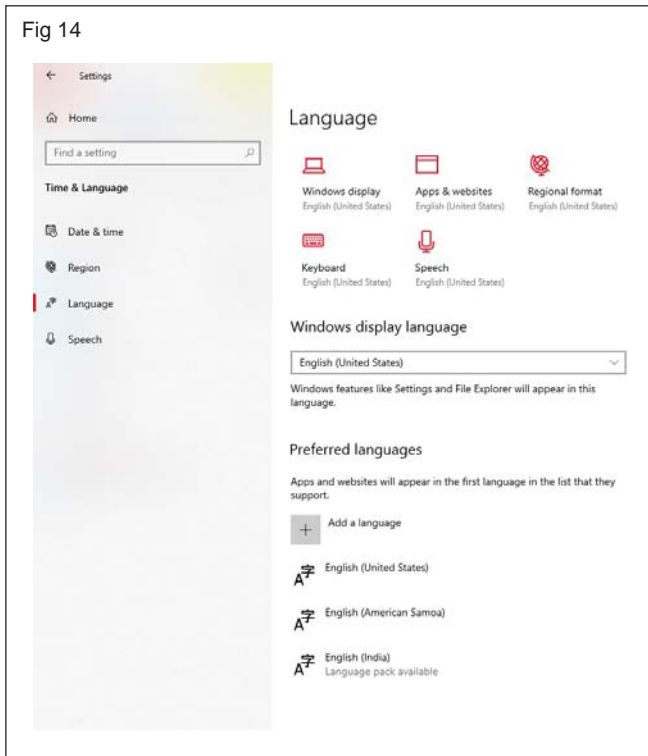 Fig 14
Settings
Home
Find a setting
Time & Language
Date & time
Region
Language
Speech
Language
Windows display
English (United States)
Apps & websites
English (United States)
Regional format
English (United States)
Keyboard
English (United States)
Speech
English (United States)
Windows display language
English (United States)
Windows features like Settings and File Explorer will appear in this
language.
Preferred languages
Apps and websites will appear in the first language in the list that they
support.
Add a language
English (United States)
English (American Samoa)
English (India)
Language pack available